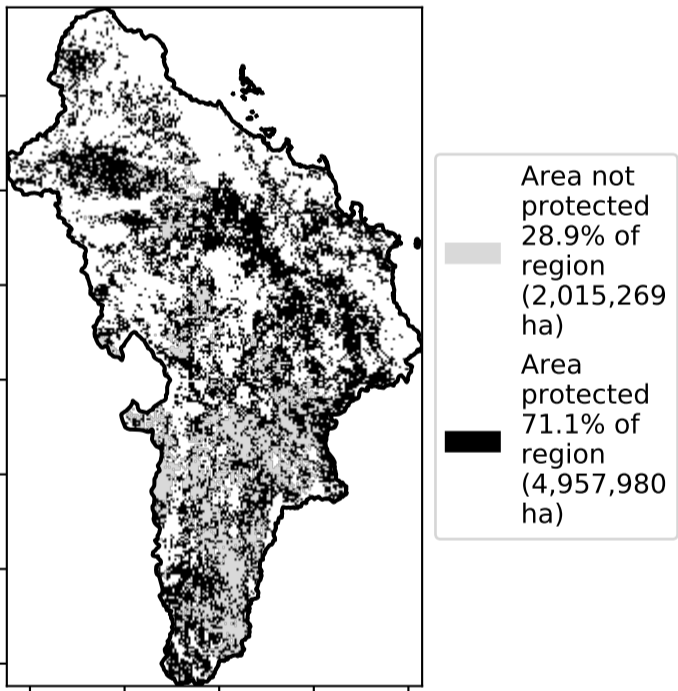 Area not
protected
28.9% of
region
(2,015,269
ha)
Area
protected
71.1% of
region
(4,957,980
ha)